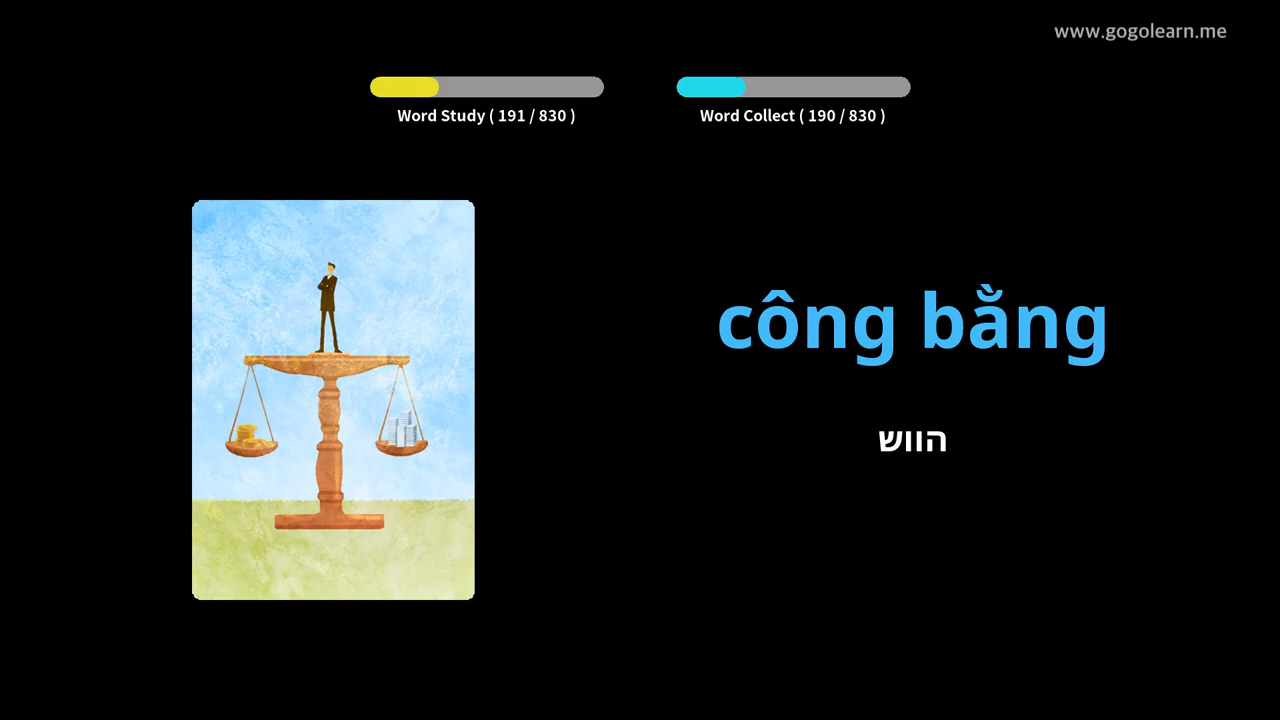 www.gogolearn.me
Word Study ( 191 / 830 )
Word Collect ( 190 / 830 )
công bằng
הווש